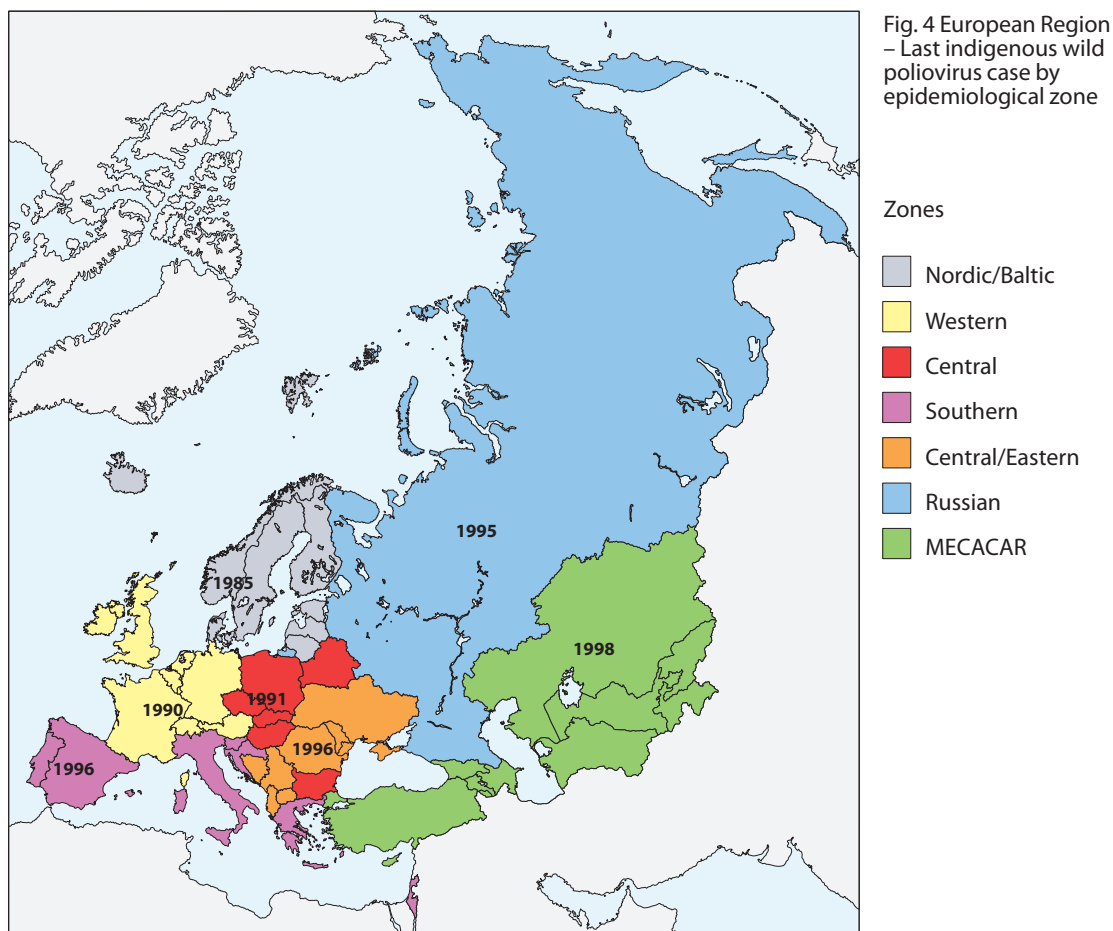 Fig. 4 European Region
– Last indigenous wild
poliovirus case by
epidemiological zone
Zones
Nordic/Baltic
Western
Central
Southern
Central/Eastern
Russian
MECACAR
1995
1985
1998
1990
1991
1996
1996